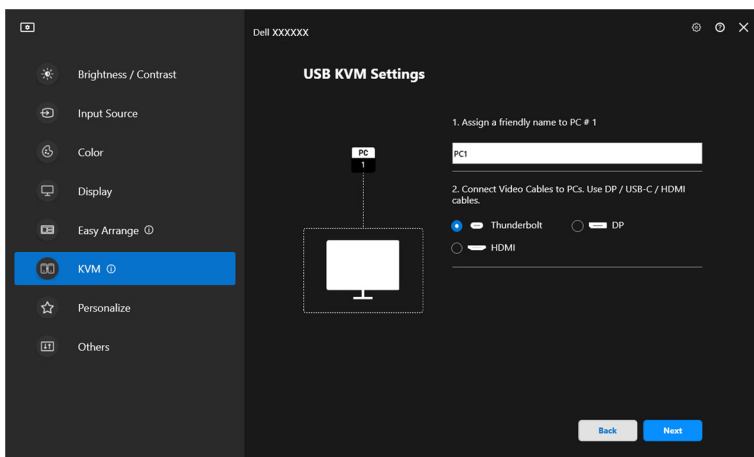 Dell XXXXXX
Brightness / Contrast
Input Source
Color
Display
Easy Arrange
KVM
Personalize
Others
USB KVM Settings
PC
1
1. Assign a friendly name to PC # 1
PC1
2. Connect Video Cables to PCs. Use DP / USB-C / HDMI
cables.
Thunderbolt DP
HDMI
Back Next